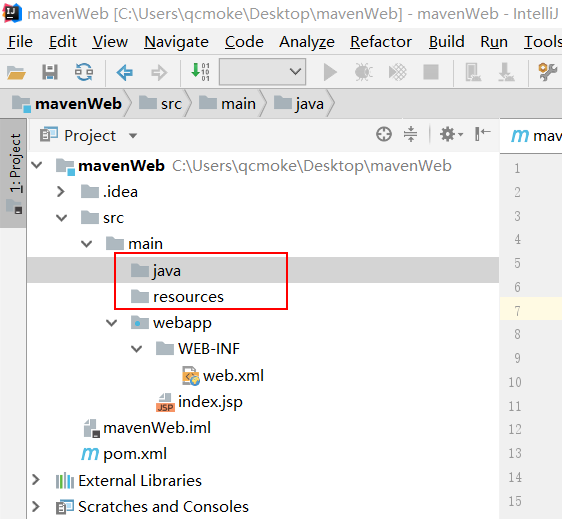 mavenWeb [C:\Users\qcmoke\Desktop\mavenWeb] - mavenWeb - IntelliJ
File Edit View Navigate Code Analyze Refactor Build Run Tools
mavenWeb src main java
1: Project
Project
mav
mavenWeb C:\Users\qcmoke\Desktop\mavenWeb
.idea
src
main
java
resources
webapp
WEB-INF
web.xml
JSP index.jsp
mavenWeb.iml
m pom.xml
External Libraries
Scratches and Consoles
1
2
3
4
5
6
7
8
9
10
11
12
13
14
15